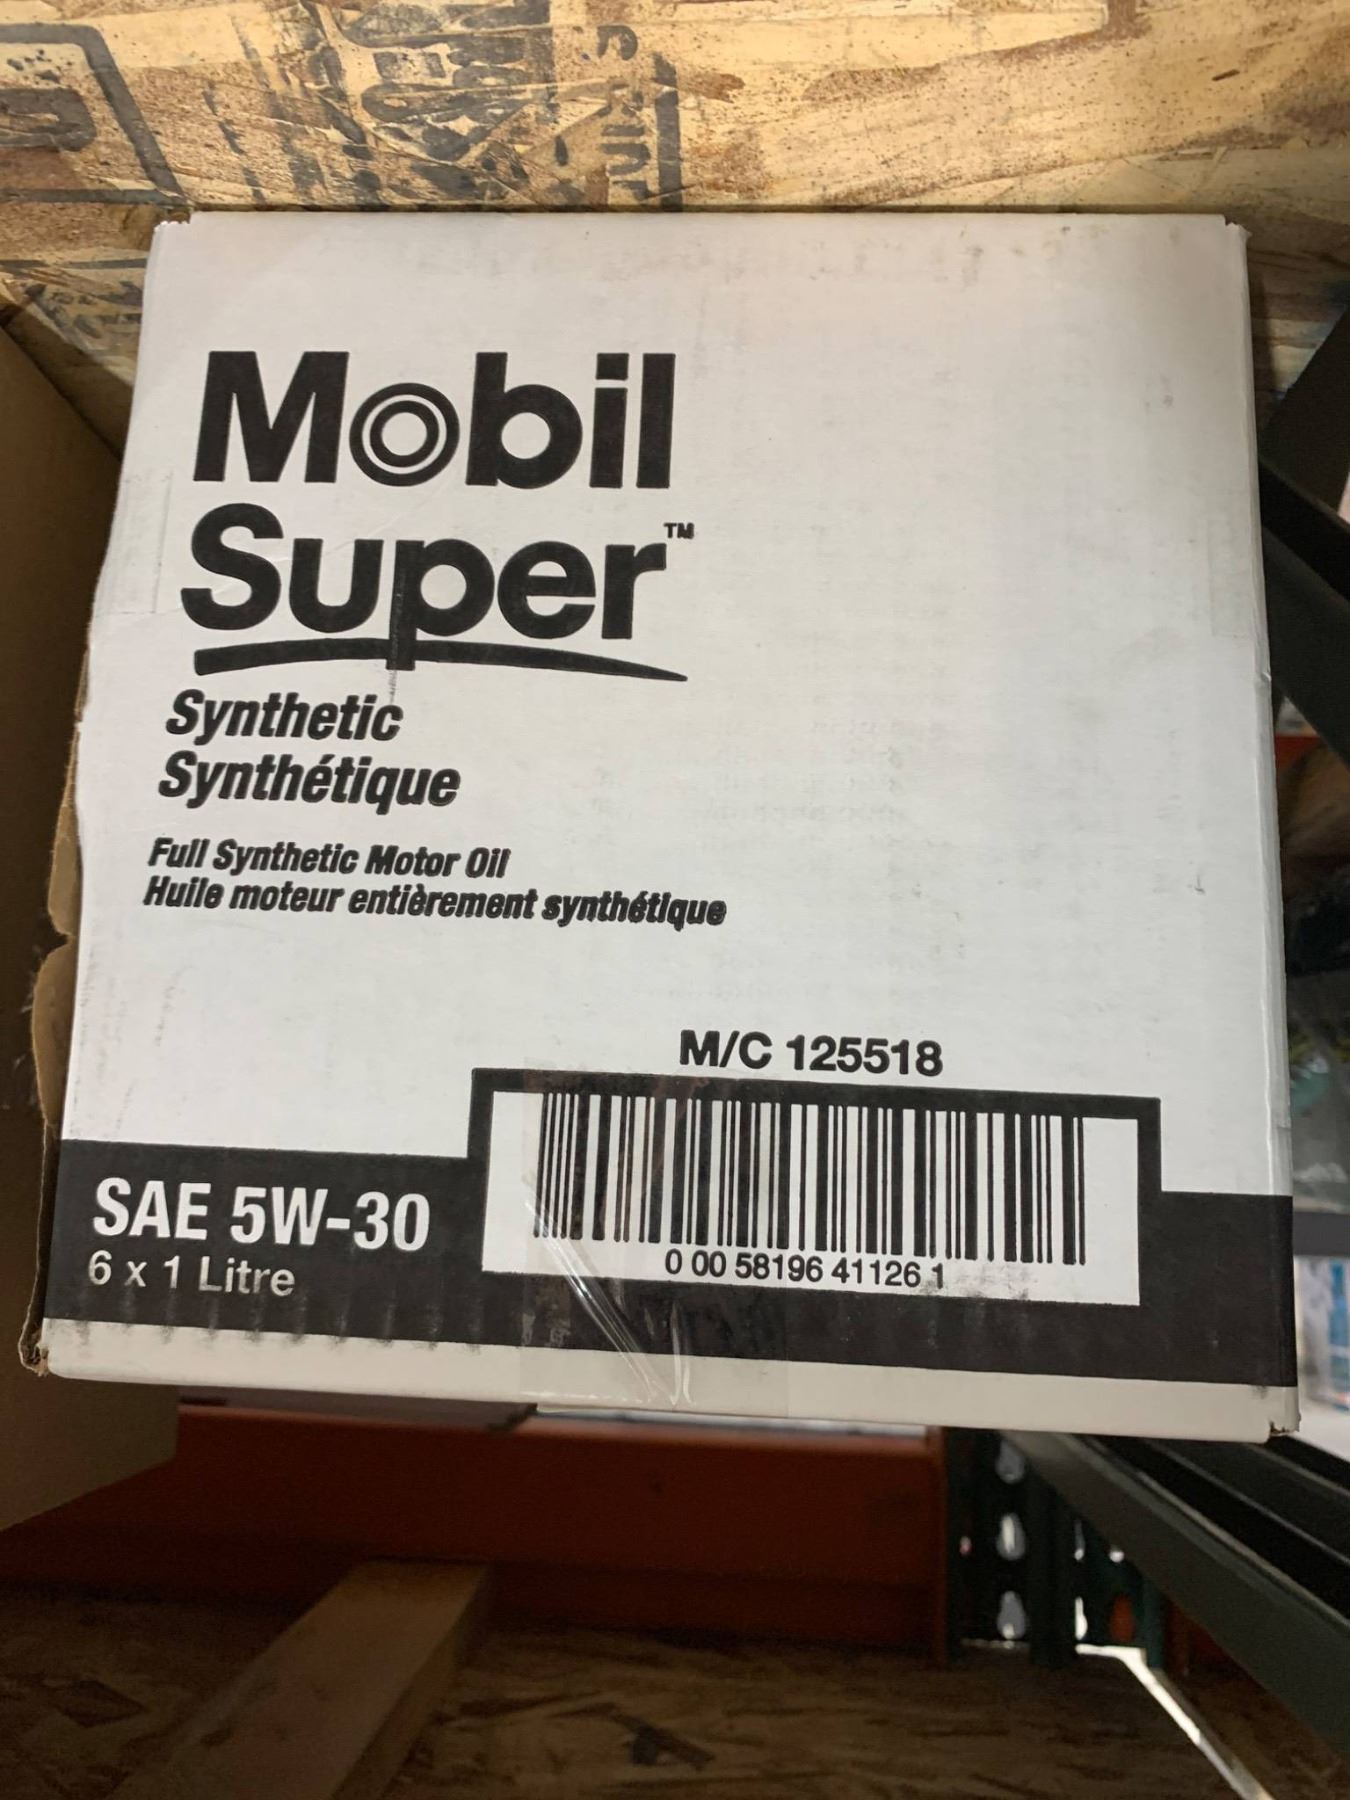 Mobil
Super™
Synthetic
Synthétique
Full Synthetic Motor Oil
Huile moteur entièrement synthétique
M/C 125518
SAE 5W-30
6 x 1 Litre
0 00 58196 41126 1